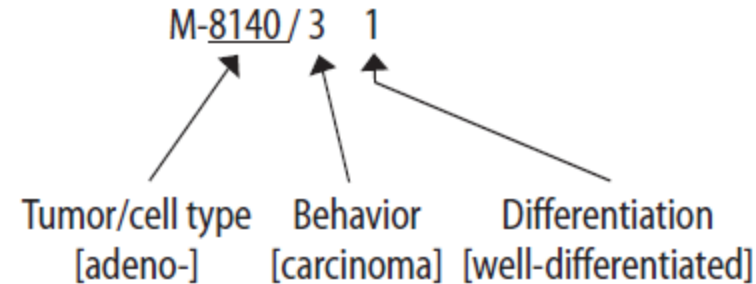 M-8140/ 3 1
Tumor/cell type Behavior Differentiation
[adeno-] [carcinoma] [well-differentiated]